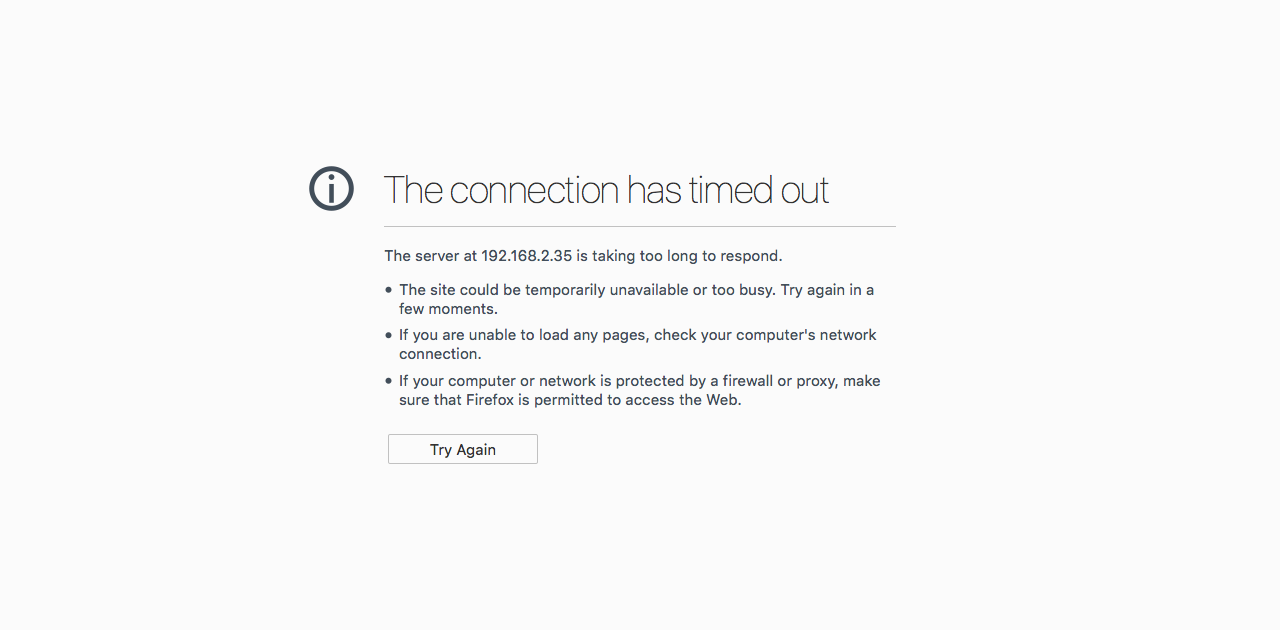 The connection has timed out
The server at 192.168.2.35 is taking too long to respond.
• The site could be temporarily unavailable or too busy. Try again in a
few moments.
• If you are unable to load any pages, check your computer's network
connection.
• If your computer or network is protected by a firewall or proxy, make
sure that Firefox is permitted to access the Web.
Try Again